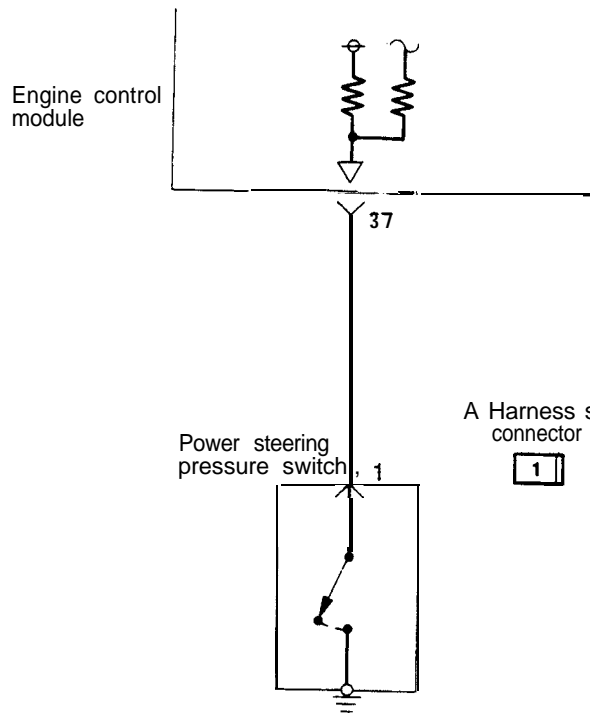 Engine control
module
37
A Harness s
connector
1
Power steering
pressure switch, 1